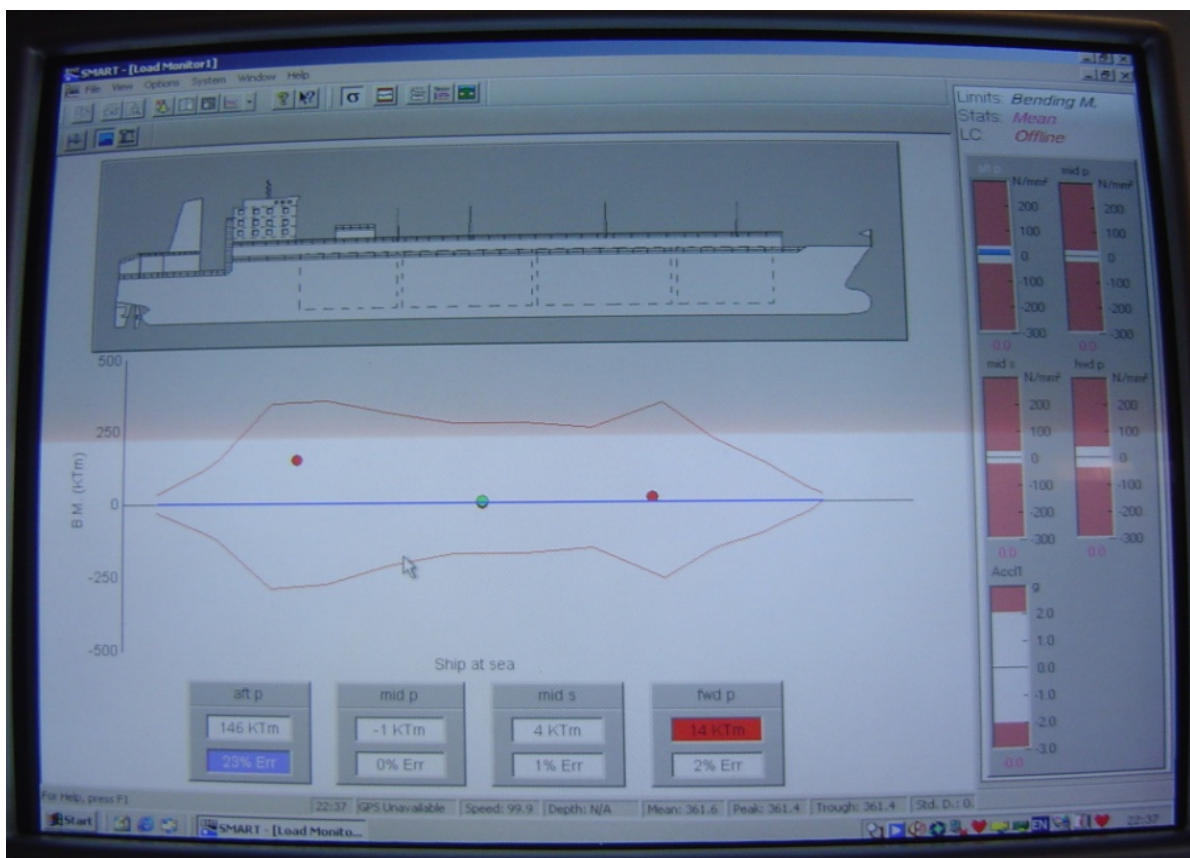 SMART - [Load Monitor1]
File View Options System Window Help
σ
Limits: Bending M.
Stats: Mean
LC: Offline
aft p
mid p
N/mm²
N/mm²
200
200
100
100
0
0
-100
-100
-200
-200
-300
-300
0.0
0.0
mid s
fwd p
N/mm²
N/mm²
200
200
100
100
0
0
-100
-100
-200
-200
-300
-300
0.0
0.0
Accl1
g
2.0
1.0
0.0
-1.0
-2.0
-3.0
0.0
500
250
0
-250
-500
B.M. (KTm)
Ship at sea
aft p
mid p
mid s
fwd p
146 KTm
-1 KTm
4 KTm
14 KTm
23% Err
0% Err
1% Err
2% Err
For Help, press F1
22:37 GPS Unavailable Speed: 99.9 Depth: N/A Mean: 361.6 Peak: 361.4 Trough: 361.4 Std. D.: 0.
Start
SMART - [Load Monito...
EN
22:37